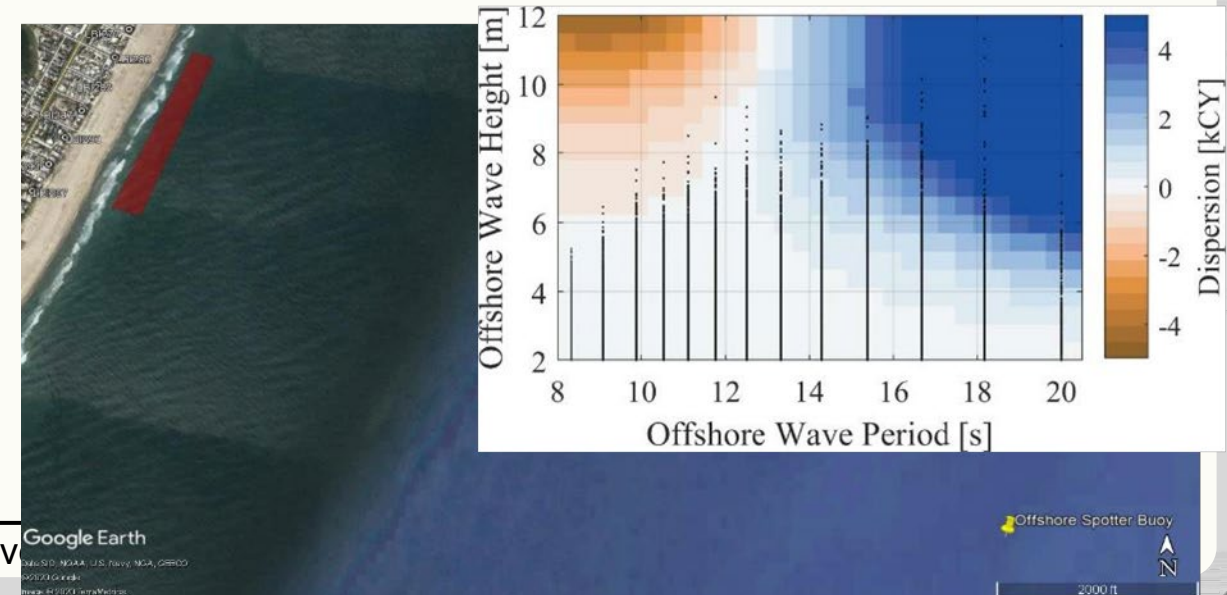 12
10
8
6
4
2
Offshore Wave Height [m]
8 10 12 14 16 18 20
Offshore Wave Period [s]
4
2
0
-2
-4
Dispersion [kCY]
Offshore Spotter Buoy
N
2000 ft
Google Earth